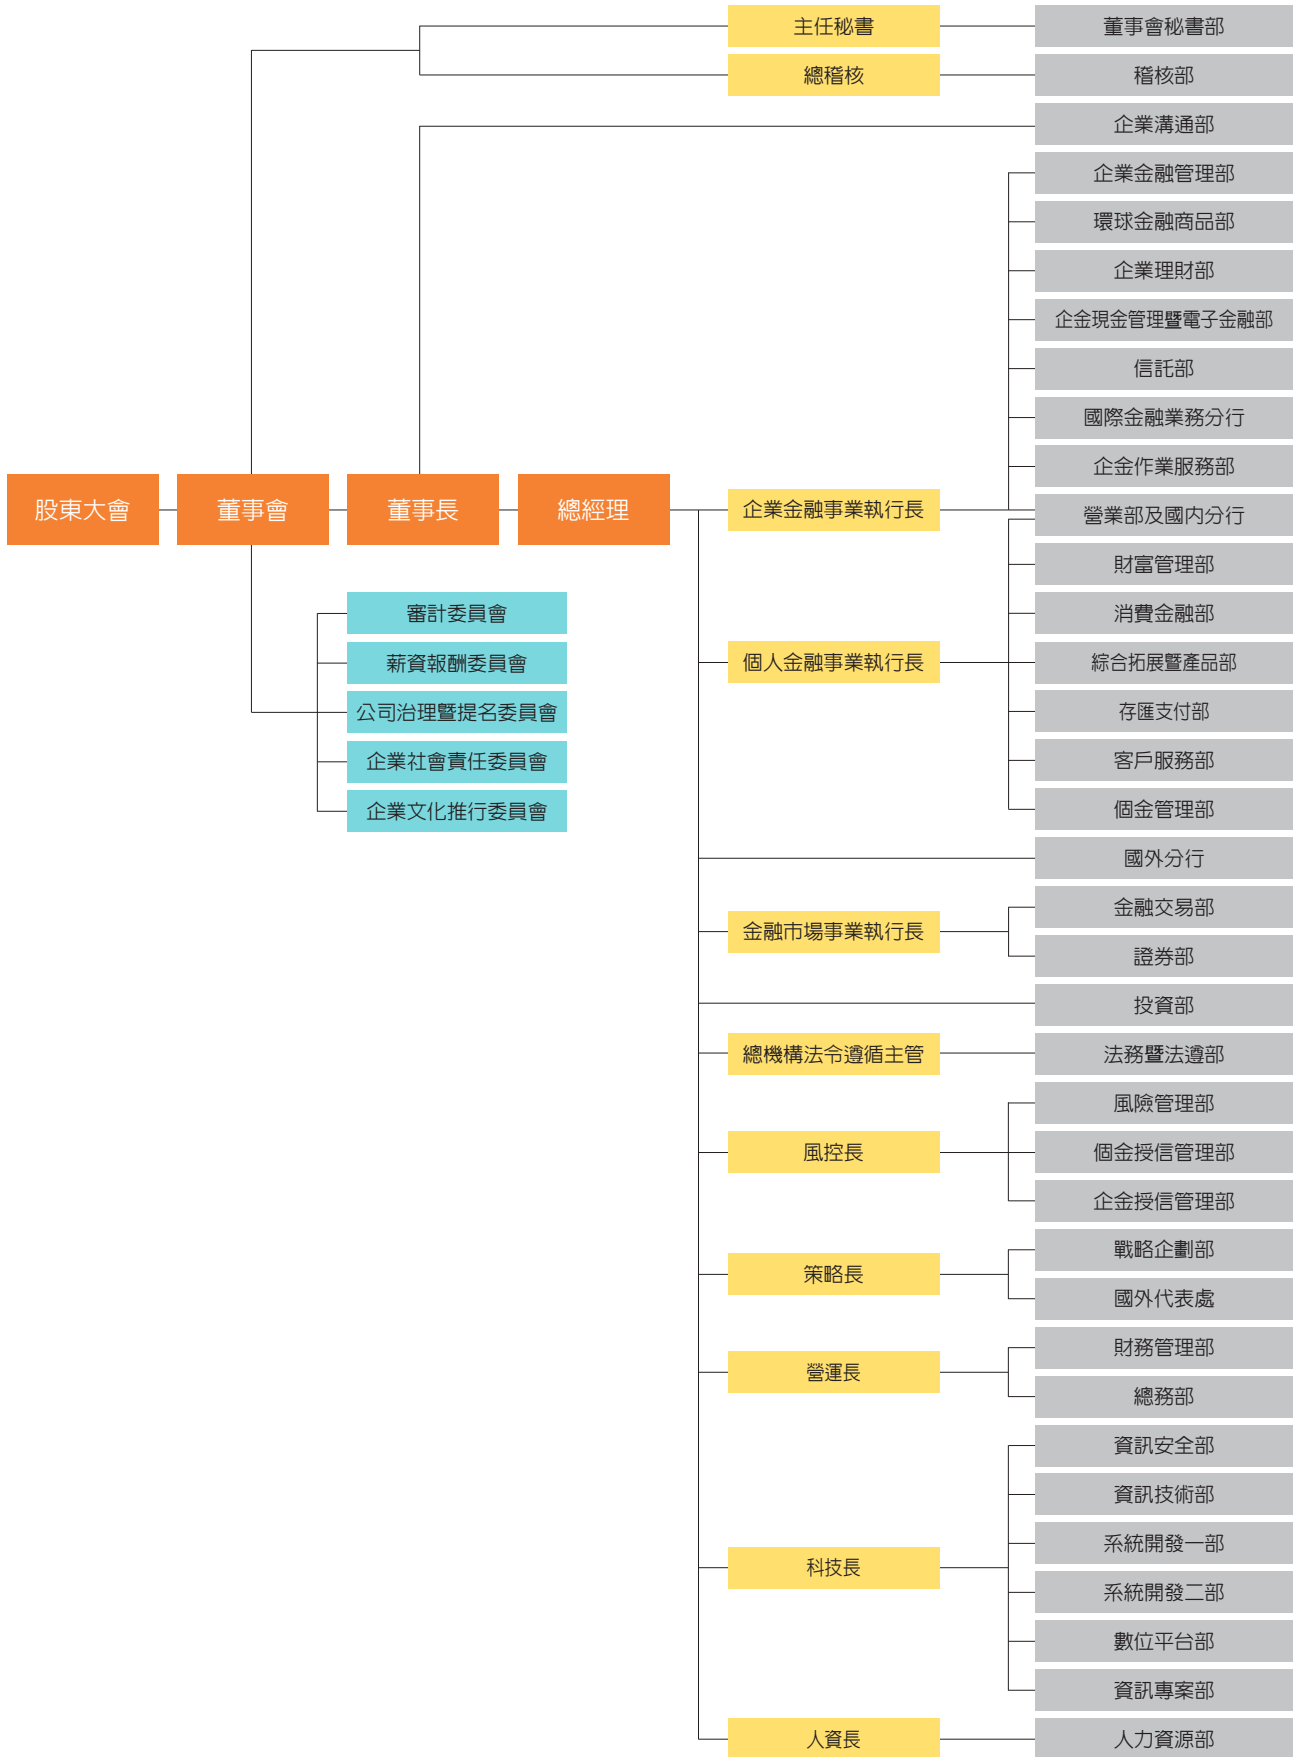 主任秘書
董事會秘書部
總稽核
稽核部
企業溝通部
企業金融管理部
環球金融商品部
企業理財部
企金現金管理暨電子金融部
信託部
國際金融業務分行
企金作業服務部
股東大會
董事會
董事長
總經理
企業金融事業執行長
營業部及國內分行
財富管理部
審計委員會
消費金融部
薪資報酬委員會
個人金融事業執行長
綜合拓展暨產品部
公司治理暨提名委員會
存匯支付部
企業社會責任委員會
客戶服務部
企業文化推行委員會
個金管理部
國外分行
金融交易部
金融市場事業執行長
證券部
投資部
總機構法令遵循主管
法務暨法遵部
風險管理部
風控長
個金授信管理部
企金授信管理部
戰略企劃部
策略長
國外代表處
財務管理部
營運長
總務部
資訊安全部
資訊技術部
系統開發一部
科技長
系統開發二部
數位平台部
資訊專案部
人資長
人力資源部